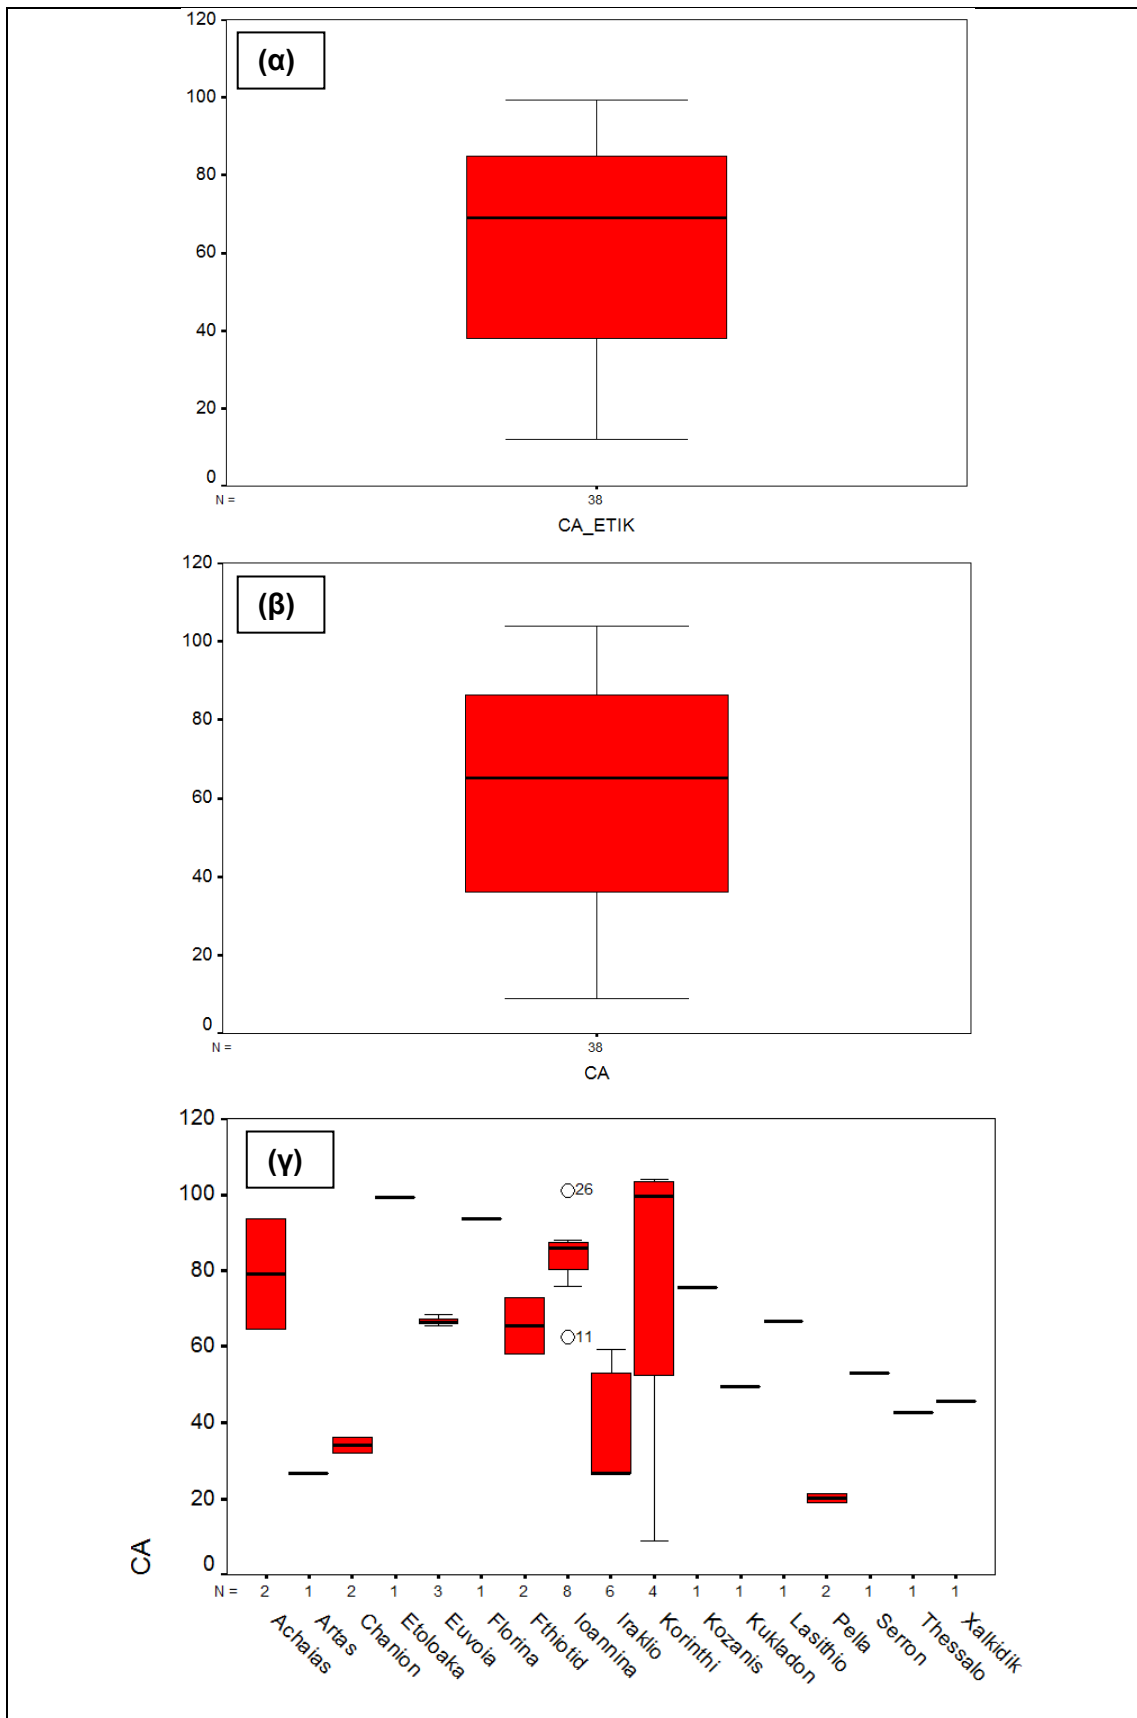 120
(α)
100
80
60
40
20
0
N =
38
CA_ETIK
120
(β)
100
80
60
40
20
0
N =
38
CA
120
(γ)
100
26
80
60
11
40
20
0
CA
N = 2 1 2 1 3 1 2 8 6 4 1 1 1 2 1 1 1
Achaias
Artas
Chanion
Etoloaka
Euvoia
Florina
Fthiotid
Ioannina
Iraklio
Korinthi
Kozanis
Kukladon
Lasithio
Pella
Serron
Thessalo
Xalkidik